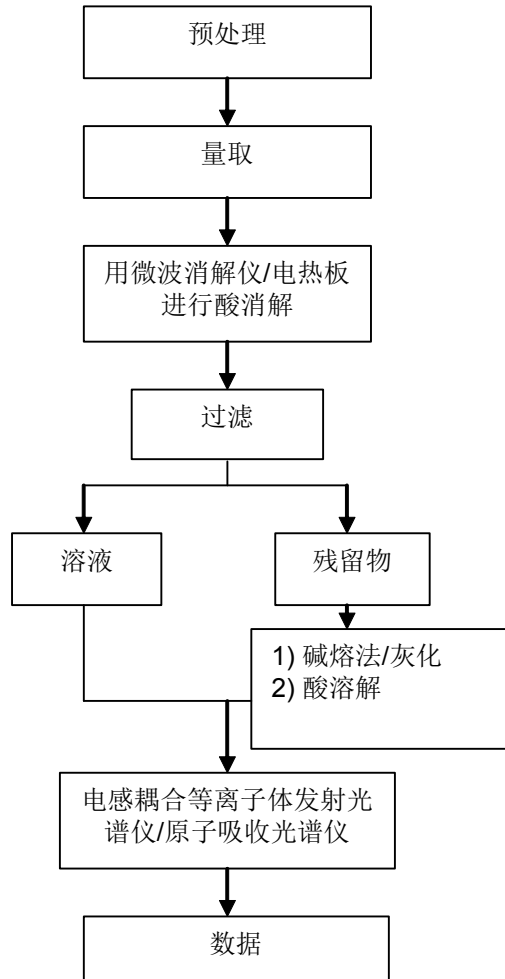 预处理
量取
用微波消解仪/电热板
进行酸消解
过滤
溶液
残留物
1) 碱熔法/灰化
2) 酸溶解
电感耦合等离子体发射光
谱仪/原子吸收光谱仪
数据